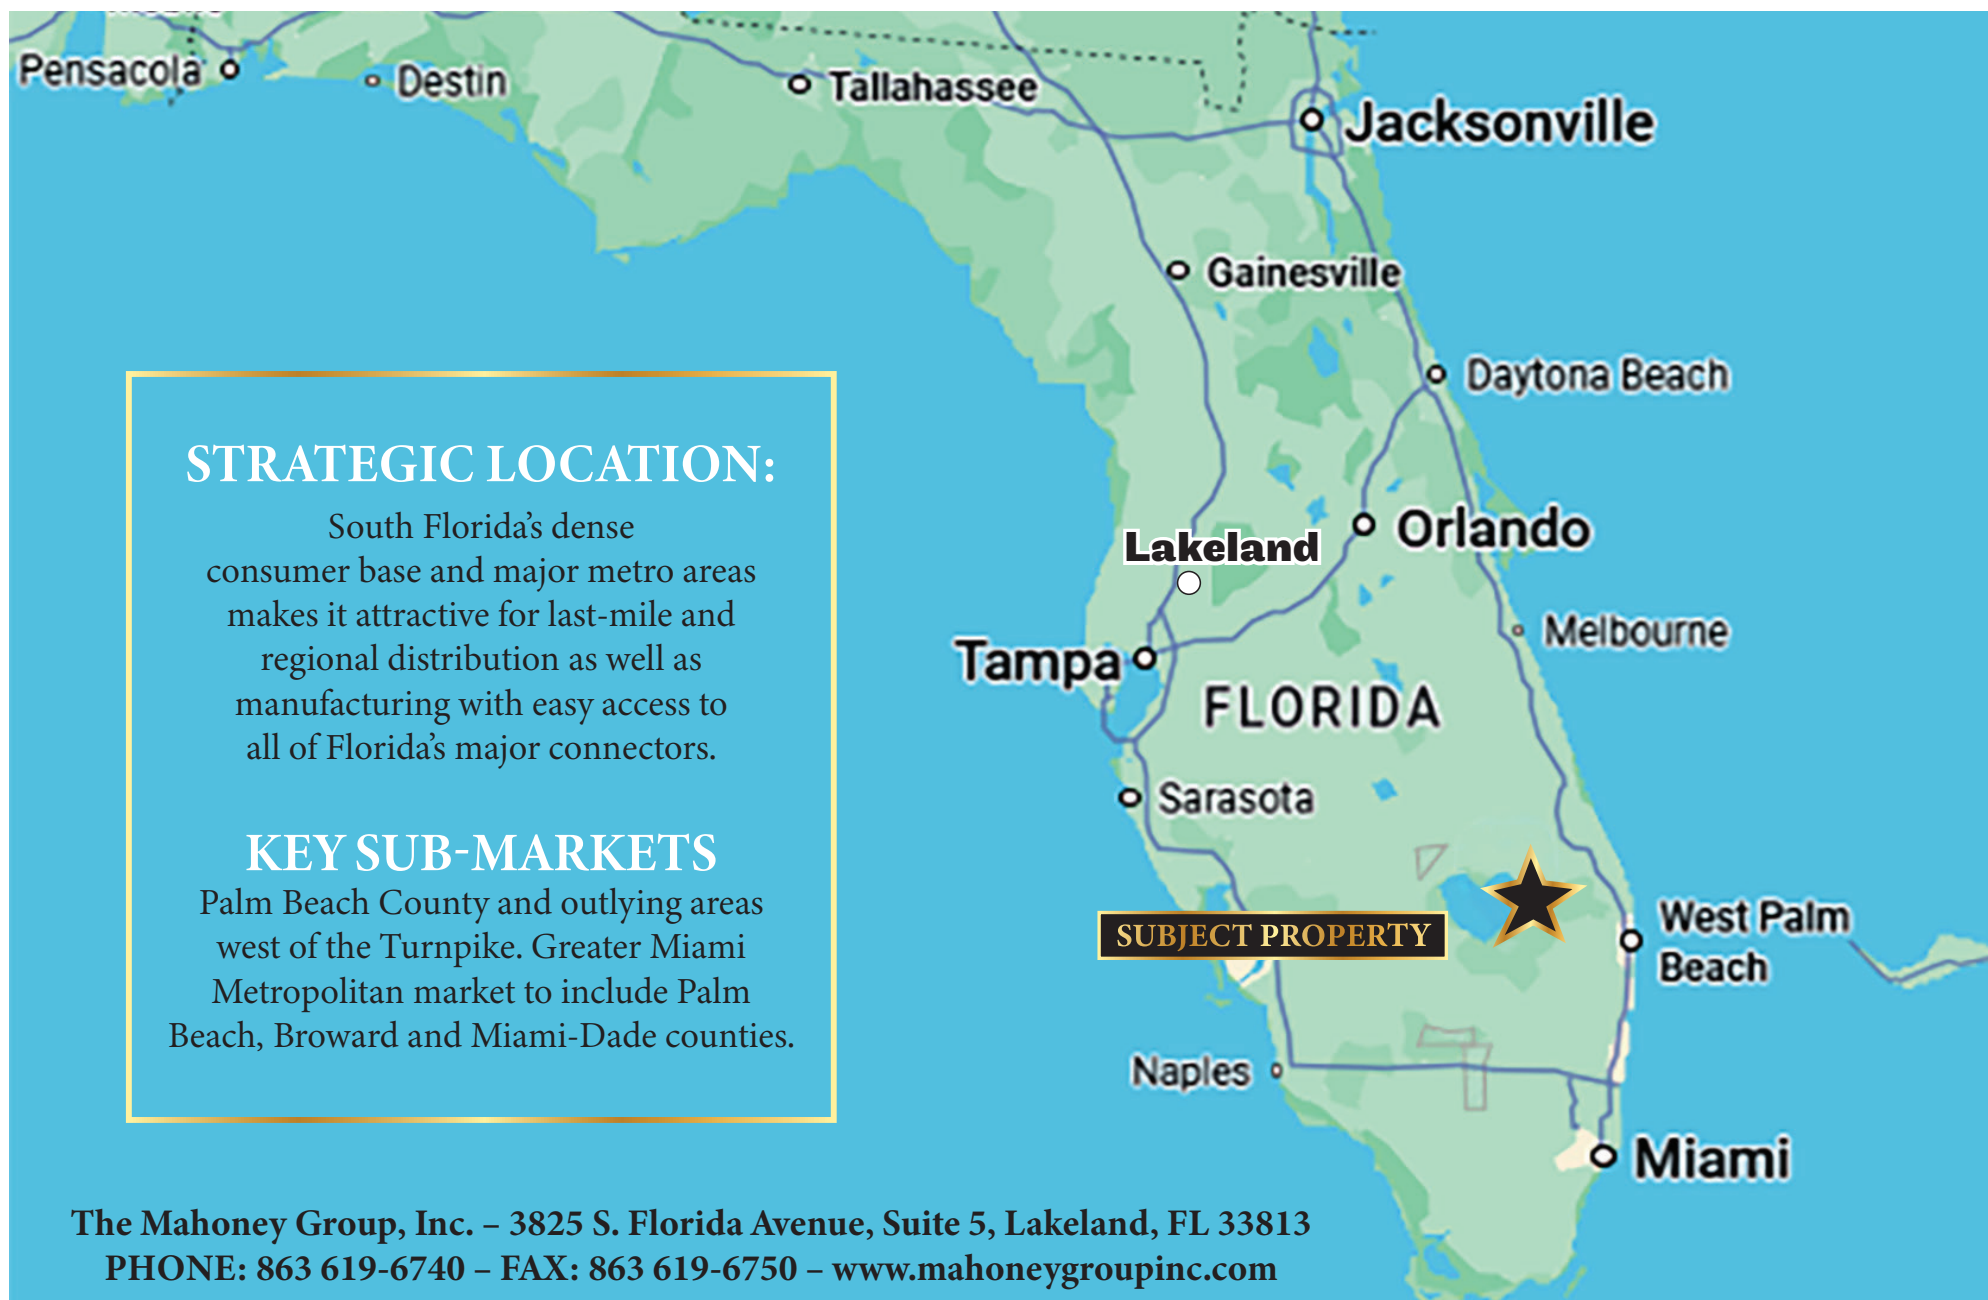 Pensacola
Destin
Tallahassee
Jacksonville
Gainesville
Daytona Beach
STRATEGIC LOCATION:
South Florida’s dense
consumer base and major metro areas
makes it attractive for last-mile and
regional distribution as well as
manufacturing with easy access to
all of Florida’s major connectors.
KEY SUB-MARKETS
Palm Beach County and outlying areas
west of the Turnpike. Greater Miami
Metropolitan market to include Palm
Beach, Broward and Miami-Dade counties.
Orlando
Lakeland
Melbourne
Tampa
FLORIDA
Sarasota
SUBJECT PROPERTY
West Palm
Beach
Naples
Miami
The Mahoney Group, Inc. – 3825 S. Florida Avenue, Suite 5, Lakeland, FL 33813
PHONE: 863 619-6740 – FAX: 863 619-6750 – www.mahoneygroupinc.com